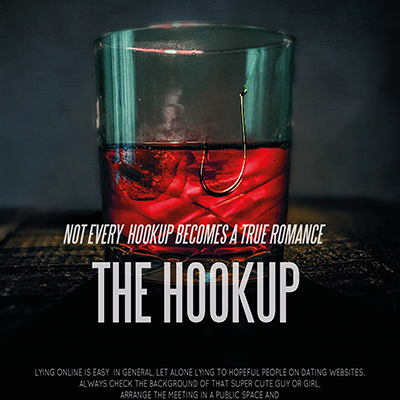 NOT EVERY HOOKUP BECOMES A TRUE ROMANCE
THE HOOKUP
LYING ONLINE IS EASY IN GENERAL, LET ALONE LYING TO HOPEFUL PEOPLE ON DATING WEBSITES.
ALWAYS CHECK THE BACKGROUND OF THAT SUPER CUTE GUY OR GIRL,
ARRANGE THE MEETING IN A PUBLIC SPACE AND